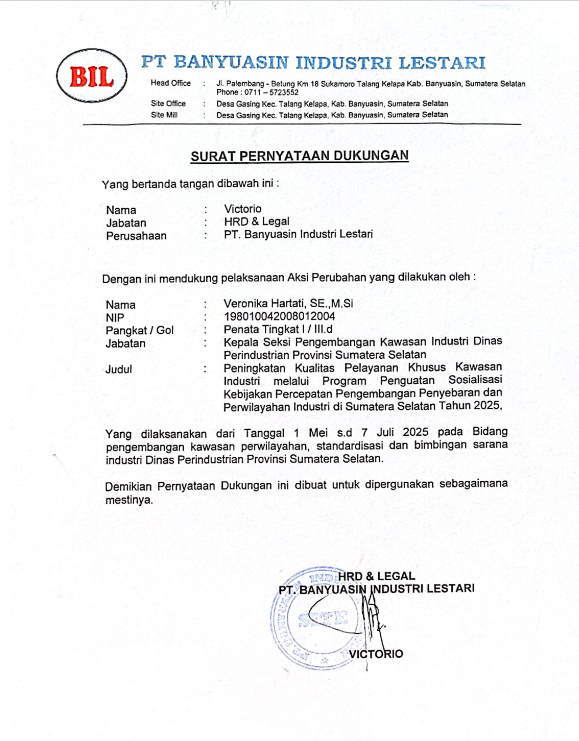 BIL
PT BANYUASIN INDUSTRI LESTARI
Head Office : Jl. Palembang - Betung Km 18 Sukamoro Talang Kelapa Kab. Banyuasin, Sumatera Selatan
Phone : 0711 – 5723552
Site Office : Desa Gasing Kec. Talang Kelapa, Kab. Banyuasin, Sumatera Selatan
Site Mill : Desa Gasing Kec. Talang Kelapa, Kab. Banyuasin, Sumatera Selatan
SURAT PERNYATAAN DUKUNGAN
Yang bertanda tangan dibawah ini :
Nama : Victorio
Jabatan : HRD & Legal
Perusahaan : PT. Banyuasin Industri Lestari
Dengan ini mendukung pelaksanaan Aksi Perubahan yang dilakukan oleh :
Nama : Veronika Hartati, SE.,M.Si
NIP : 198010042008012004
Pangkat / Gol : Penata Tingkat I / III.d
Jabatan : Kepala Seksi Pengembangan Kawasan Industri Dinas
Perindustrian Provinsi Sumatera Selatan
Judul : Peningkatan Kualitas Pelayanan Khusus Kawasan
Industri melalui Program Penguatan Sosialisasi
Kebijakan Percepatan Pengembangan Penyebaran dan
Perwilayahan Industri di Sumatera Selatan Tahun 2025,
Yang dilaksanakan dari Tanggal 1 Mei s.d 7 Juli 2025 pada Bidang
pengembangan kawasan perwilayahan, standardisasi dan bimbingan sarana
industri Dinas Perindustrian Provinsi Sumatera Selatan.
Demikian Pernyataan Dukungan ini dibuat untuk dipergunakan sebagaimana
mestinya.
HRD & LEGAL
PT. BANYUASIN INDUSTRI LESTARI
SITE
VICTORIO